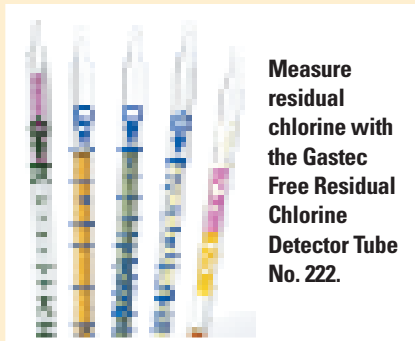 Measure
residual
chlorine with
the Gastec
Free Residual
Chlorine
Detector Tube
No. 222.